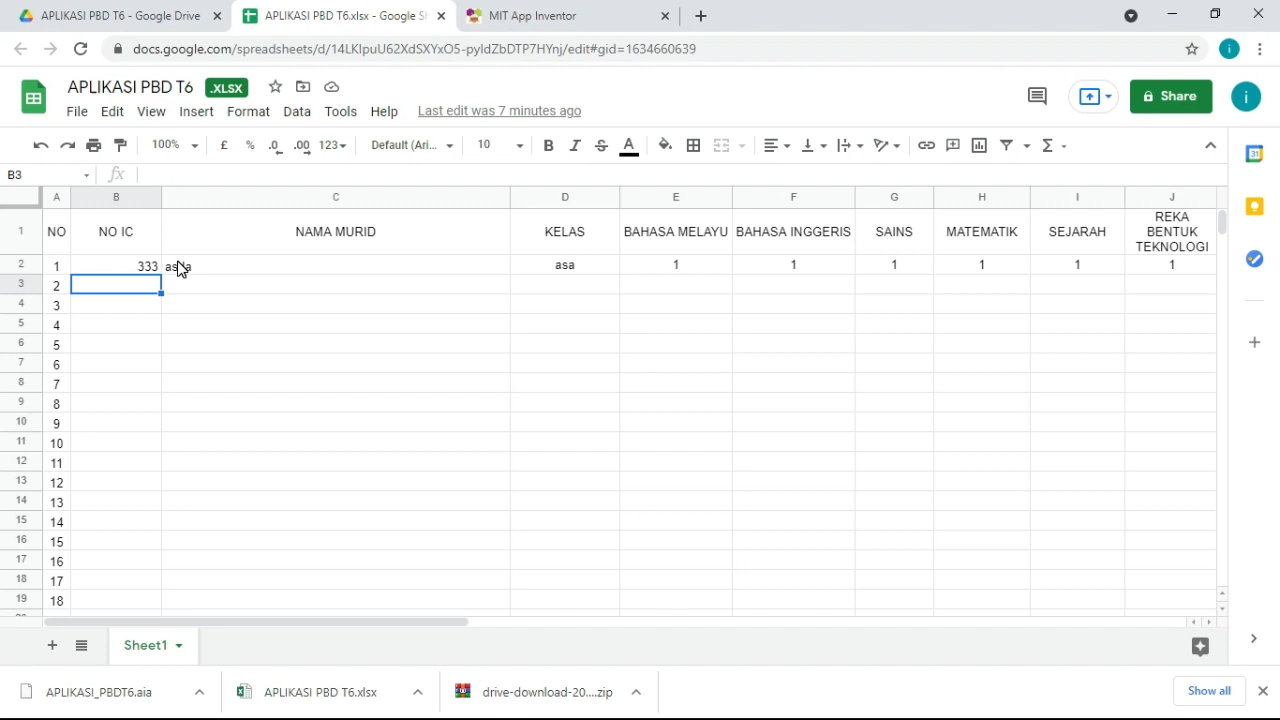 APLIKASI PBD T6 - Google Drive
APLIKASI PBD T6.xlsx - Google Sh
MIT App Inventor
docs.google.com/spreadsheets/d/14LKlpuU62XdSXYxO5-pyldZbDTP7HYnj/edit#gid=1634660639
APLIKASI PBD T6 .XLSX
Share
File Edit View Insert Format Data Tools Help Last edit was 7 minutes ago
100% £ % .0 .00 123 Default (Ari... 10 B I S A Σ
B3 fx
A B C D E F G H I J
1 NO NO IC NAMA MURID KELAS BAHASA MELAYU BAHASA INGGERIS SAINS MATEMATIK SEJARAH REKA BENTUK TEKNOLOGI
2 1 333 asa 1 1 1 1 1 1
3 2
4 3
5 4
6 5
7 6
8 7
9 8
10 9
11 10
12 11
13 12
14 13
15 14
16 15
17 16
18 17
19 18
Sheet1
APLIKASI_PBDT6.aia
APLIKASI PBD T6.xlsx
drive-download-20....zip
Show all